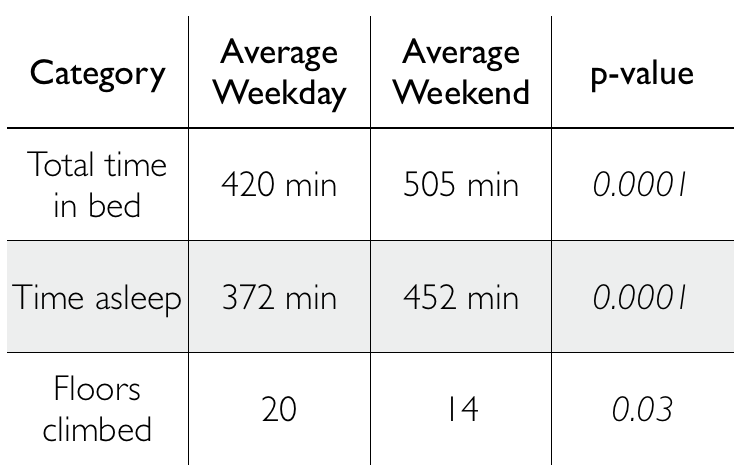 Category
Average
Weekday
Average
Weekend
p-value
Total time
in bed
420 min
505 min
0.0001
Time asleep
372 min
452 min
0.0001
Floors
climbed
20
14
0.03